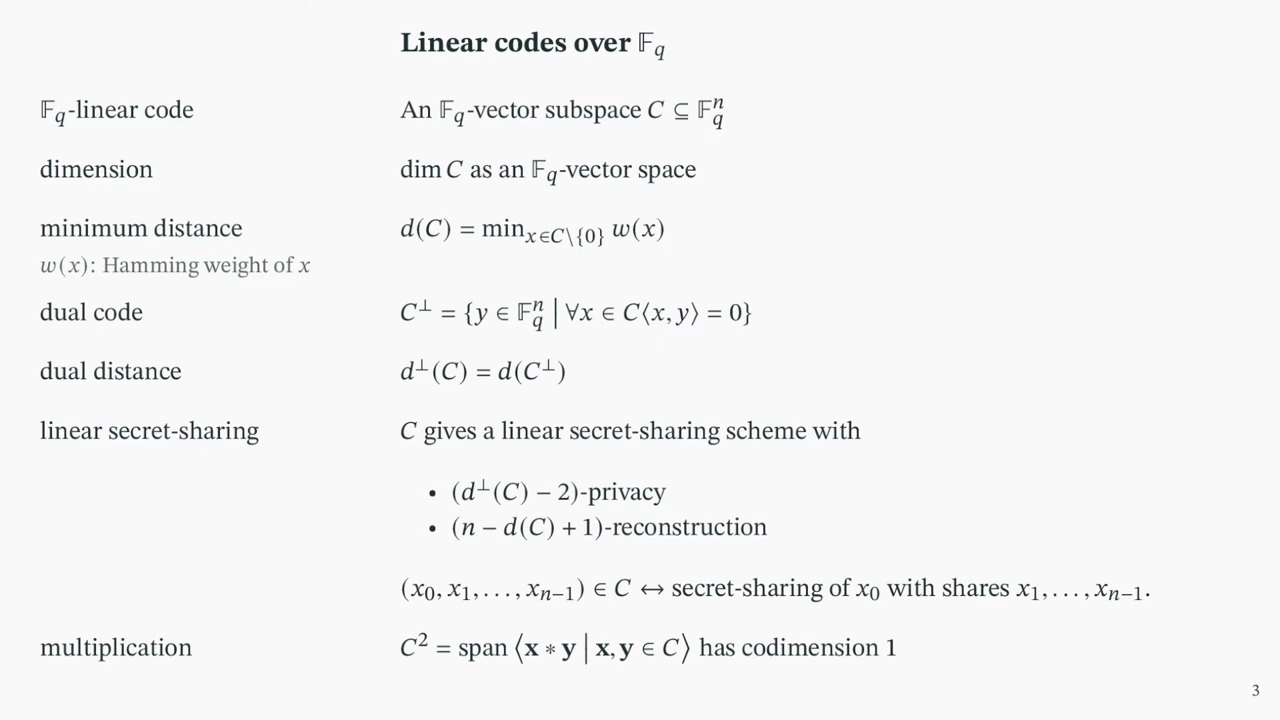 Linear codes over 𝔽_q
𝔽_q-linear code An 𝔽_q-vector subspace C ⊆ 𝔽_q^n
dimension dim C as an 𝔽_q-vector space
minimum distance d(C) = min_{x∈C\{0}} w(x)
w(x): Hamming weight of x
dual code C^⊥ = {y ∈ 𝔽_q^n | ∀x ∈ C⟨x, y⟩ = 0}
dual distance d^⊥(C) = d(C^⊥)
linear secret-sharing C gives a linear secret-sharing scheme with
• (d^⊥(C) − 2)-privacy
• (n − d(C) + 1)-reconstruction
(x_0, x_1, . . . , x_{n−1}) ∈ C ↔ secret-sharing of x_0 with shares x_1, . . . , x_{n−1}.
multiplication C^2 = span ⟨𝐱 ∗ 𝐲 | 𝐱, 𝐲 ∈ C⟩ has codimension 1
3